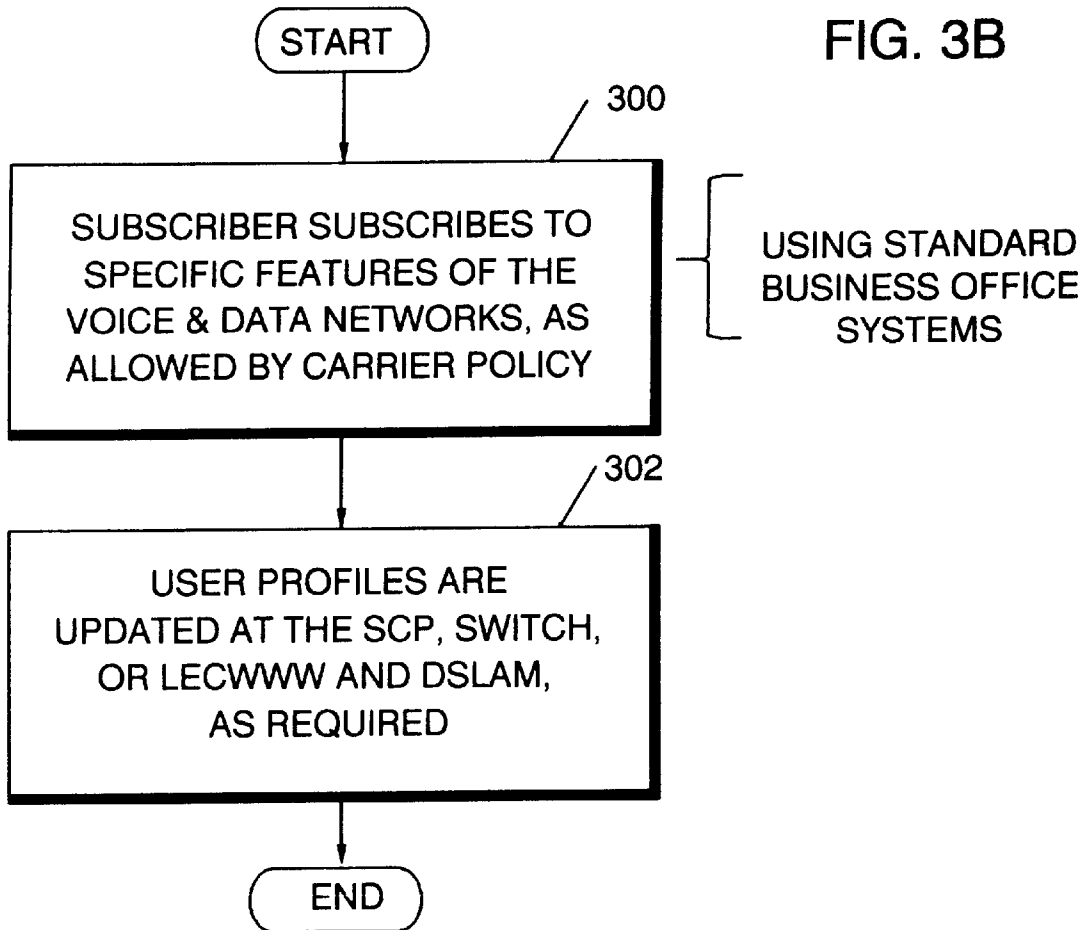 FIG. 3B
START
300
SUBSCRIBER SUBSCRIBES TO
SPECIFIC FEATURES OF THE
VOICE & DATA NETWORKS, AS
ALLOWED BY CARRIER POLICY
USING STANDARD
BUSINESS OFFICE
SYSTEMS
302
USER PROFILES ARE
UPDATED AT THE SCP, SWITCH,
OR LECWWW AND DSLAM,
AS REQUIRED
END